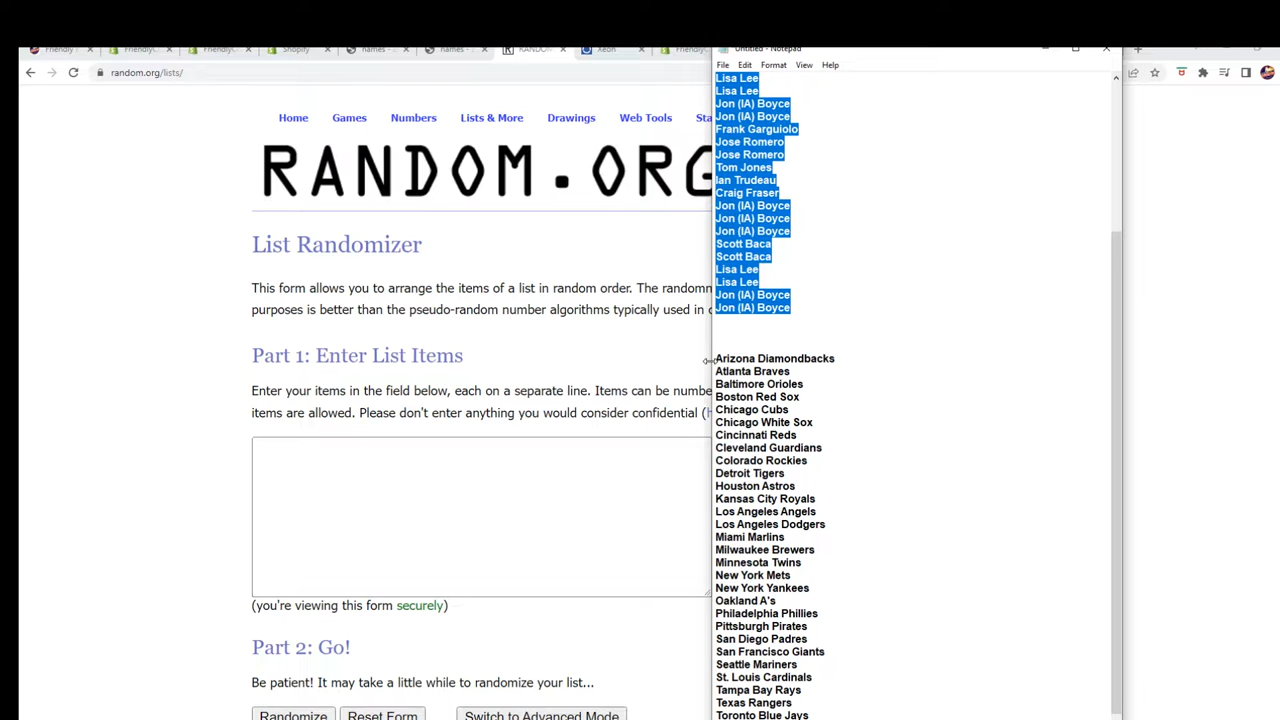 Friendly
Friendly
Friendly
Shopify
names -
names -
RANDOM
Xeon
Friendly
Untitled - Notepad
random.org/lists/
File Edit Format View Help
Home Games Numbers Lists & More Drawings Web Tools Sta
RANDOM.ORG
List Randomizer
This form allows you to arrange the items of a list in random order. The randomn
purposes is better than the pseudo-random number algorithms typically used in c
Part 1: Enter List Items
Enter your items in the field below, each on a separate line. Items can be numbe
items are allowed. Please don't enter anything you would consider confidential (h
(you're viewing this form securely)
Part 2: Go!
Be patient! It may take a little while to randomize your list...
Randomize Reset Form Switch to Advanced Mode
Lisa Lee
Lisa Lee
Jon (IA) Boyce
Jon (IA) Boyce
Frank Garguiolo
Jose Romero
Jose Romero
Tom Jones
Ian Trudeau
Craig Fraser
Jon (IA) Boyce
Jon (IA) Boyce
Jon (IA) Boyce
Scott Baca
Scott Baca
Lisa Lee
Lisa Lee
Jon (IA) Boyce
Jon (IA) Boyce
Arizona Diamondbacks
Atlanta Braves
Baltimore Orioles
Boston Red Sox
Chicago Cubs
Chicago White Sox
Cincinnati Reds
Cleveland Guardians
Colorado Rockies
Detroit Tigers
Houston Astros
Kansas City Royals
Los Angeles Angels
Los Angeles Dodgers
Miami Marlins
Milwaukee Brewers
Minnesota Twins
New York Mets
New York Yankees
Oakland A's
Philadelphia Phillies
Pittsburgh Pirates
San Diego Padres
San Francisco Giants
Seattle Mariners
St. Louis Cardinals
Tampa Bay Rays
Texas Rangers
Toronto Blue Jays